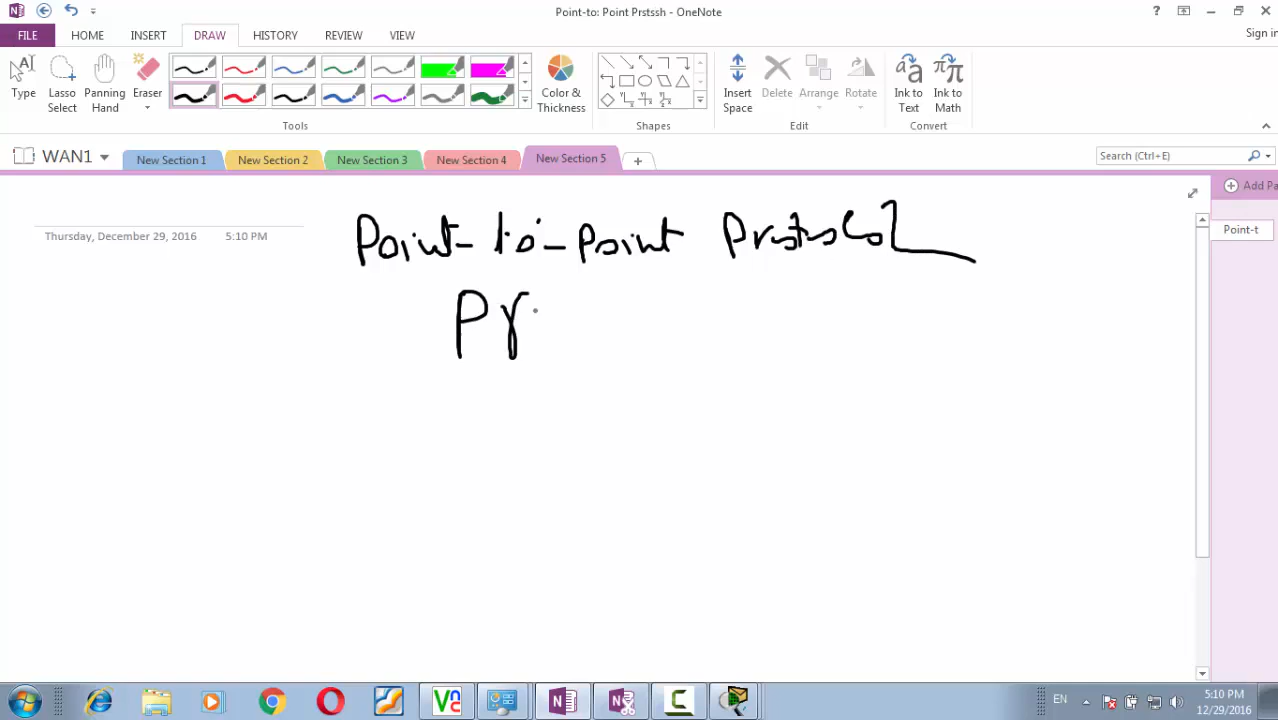 Point-to: Point Prstssh - OneNote
Sign in
FILE HOME INSERT DRAW HISTORY REVIEW VIEW
Type
Lasso Select
Panning Hand
Eraser
Color & Thickness
Insert Space
Delete
Arrange
Rotate
Ink to Text
Ink to Math
Tools
Shapes
Edit
Convert
WAN1
New Section 1
New Section 2
New Section 3
New Section 4
New Section 5
Search (Ctrl+E)
Add Pa
Point-t
Thursday, December 29, 2016 5:10 PM
Point-to-Point Protocol
Pr
EN
5:10 PM
12/29/2016